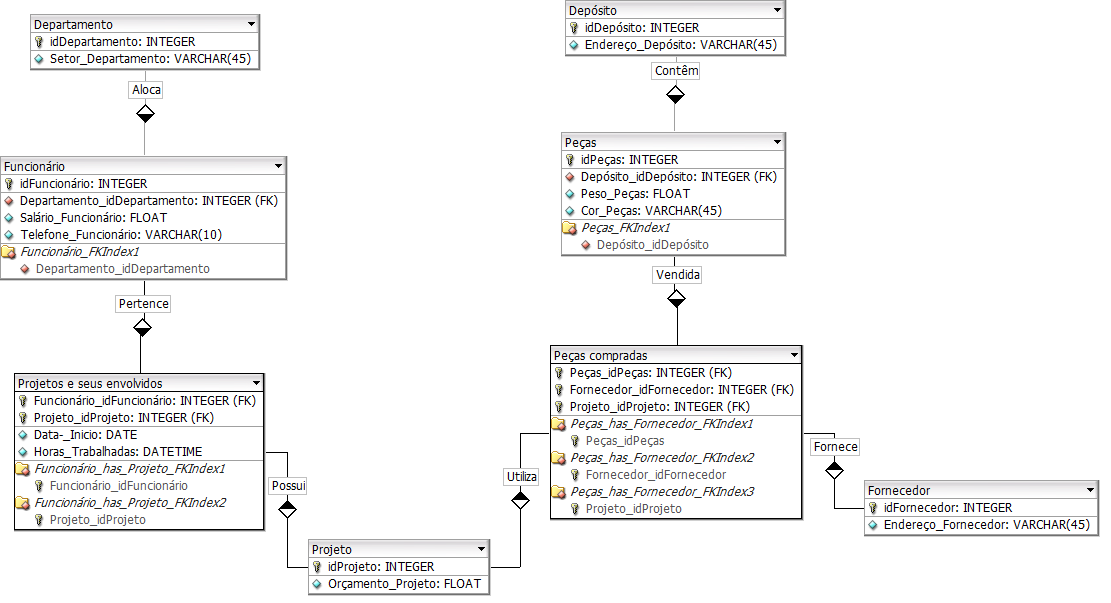 Departamento
idDepartamento: INTEGER
Setor_Departamento: VARCHAR(45)
Aloca
Funcionário
idFuncionário: INTEGER
Departamento_idDepartamento: INTEGER (FK)
Salário_Funcionário: FLOAT
Telefone_Funcionário: VARCHAR(10)
Funcionário_FKIndex1
Departamento_idDepartamento
Pertence
Projetos e seus envolvidos
Funcionário_idFuncionário: INTEGER (FK)
Projeto_idProjeto: INTEGER (FK)
Data-_Inicio: DATE
Horas_Trabalhadas: DATETIME
Funcionário_has_Projeto_FKIndex1
Funcionário_idFuncionário
Funcionário_has_Projeto_FKIndex2
Projeto_idProjeto
Possui
Projeto
idProjeto: INTEGER
Orçamento_Projeto: FLOAT
Utiliza
Depósito
idDepósito: INTEGER
Endereço_Depósito: VARCHAR(45)
Contêm
Peças
idPeças: INTEGER
Depósito_idDepósito: INTEGER (FK)
Peso_Peças: FLOAT
Cor_Peças: VARCHAR(45)
Peças_FKIndex1
Depósito_idDepósito
Vendida
Peças compradas
Peças_idPeças: INTEGER (FK)
Fornecedor_idFornecedor: INTEGER (FK)
Projeto_idProjeto: INTEGER (FK)
Peças_has_Fornecedor_FKIndex1
Peças_idPeças
Peças_has_Fornecedor_FKIndex2
Fornecedor_idFornecedor
Peças_has_Fornecedor_FKIndex3
Projeto_idProjeto
Fornece
Fornecedor
idFornecedor: INTEGER
Endereço_Fornecedor: VARCHAR(45)